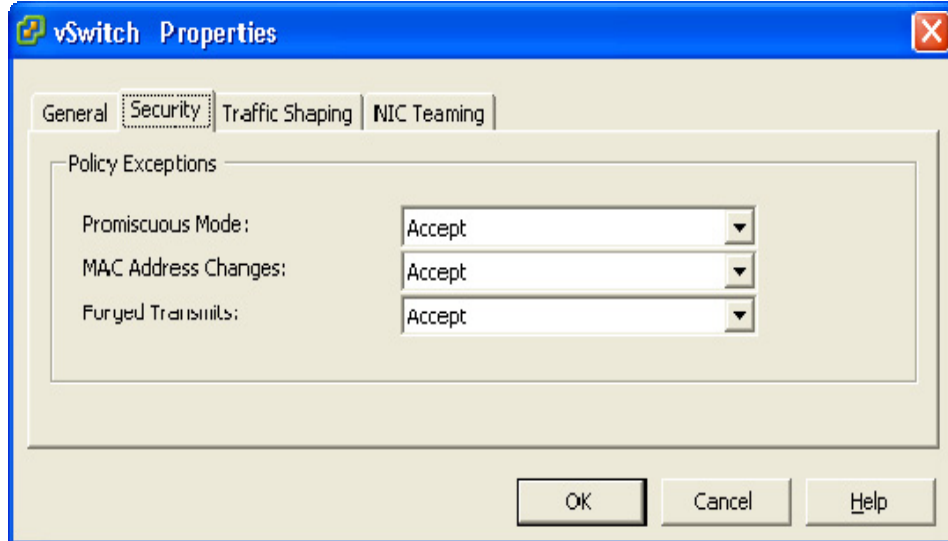 vSwitch Properties
General Security Traffic Shaping NIC Teaming
Policy Exceptions
Promiscuous Mode: Accept
MAC Address Changes: Accept
Forged Transmits: Accept
OK Cancel Help